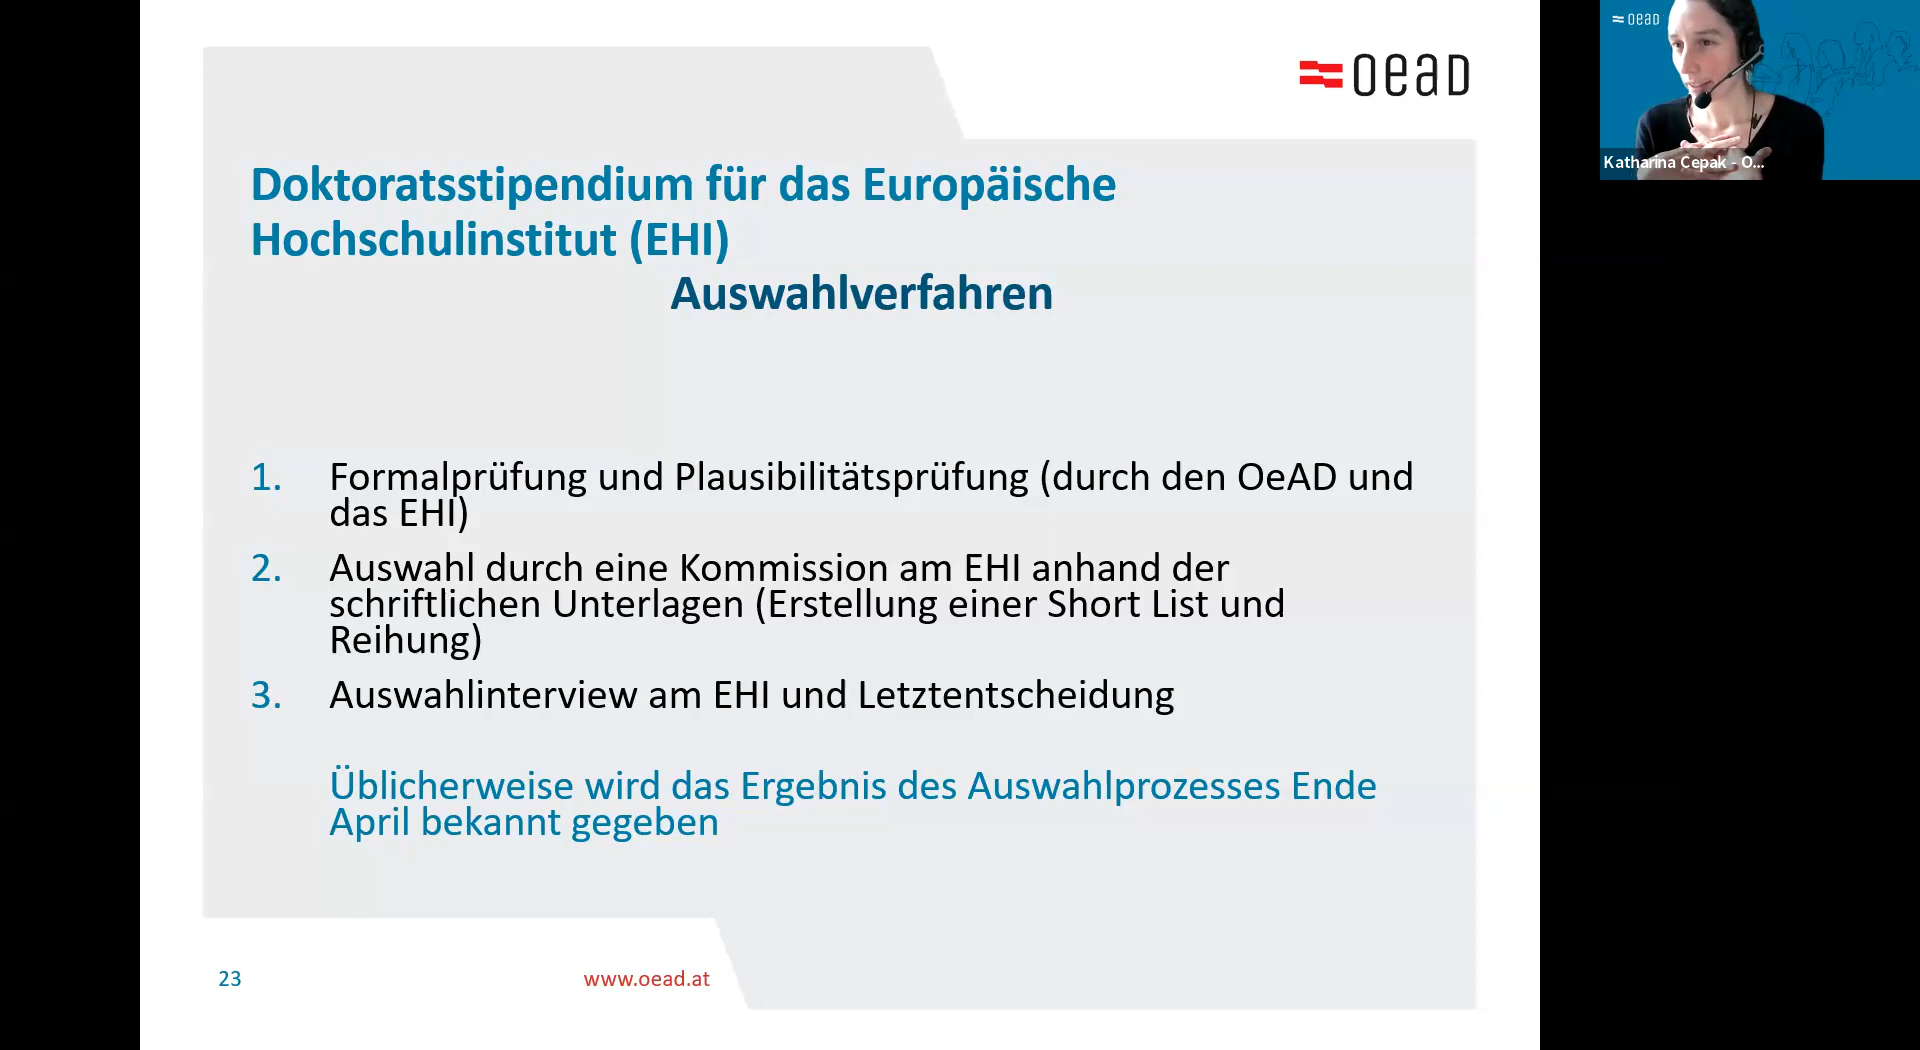 oead
Doktoratsstipendium für das Europäische
Hochschulinstitut (EHI)
Auswahlverfahren
1. Formalprüfung und Plausibilitätsprüfung (durch den OeAD und
das EHI)
2. Auswahl durch eine Kommission am EHI anhand der
schriftlichen Unterlagen (Erstellung einer Short List und
Reihung)
3. Auswahlinterview am EHI und Letztentscheidung
Üblicherweise wird das Ergebnis des Auswahlprozesses Ende
April bekannt gegeben
23
www.oead.at
oead
Katharina Cepak - O...